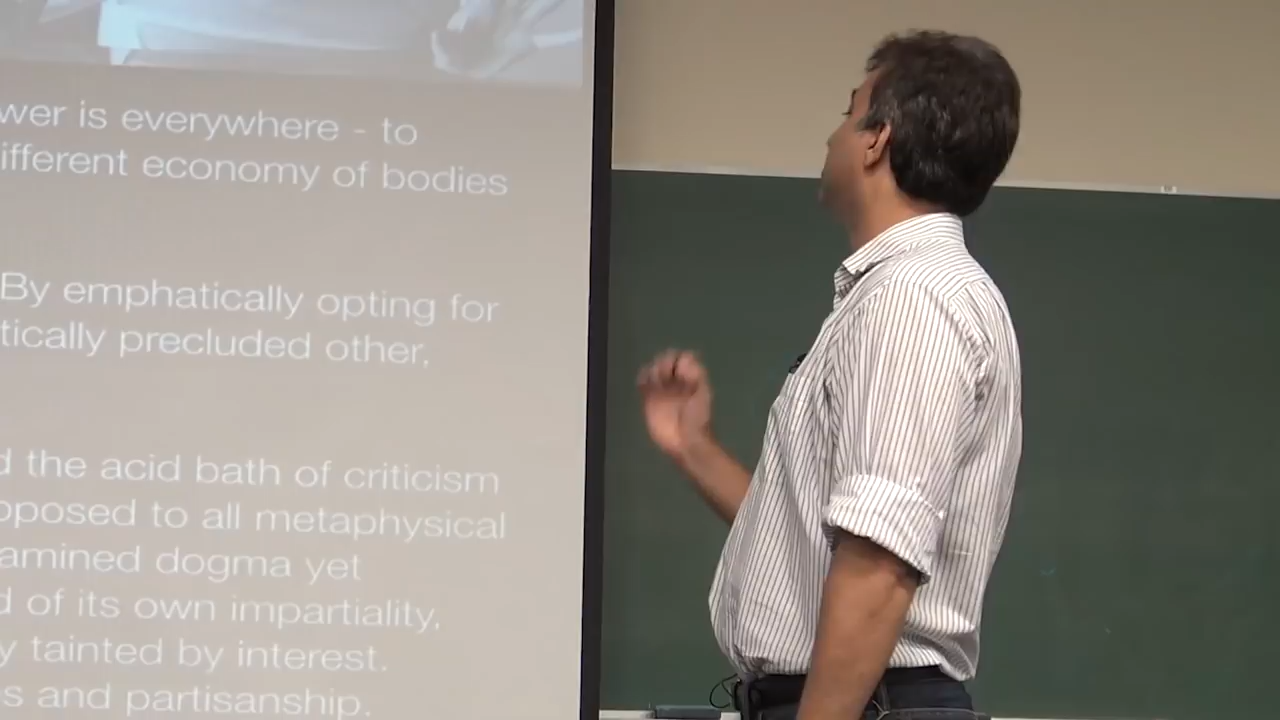 wer is everywhere - to
ifferent economy of bodies
By emphatically opting for
tically precluded other,
d the acid bath of criticism
pposed to all metaphysical
amined dogma yet
d of its own impartiality,
y tainted by interest.
s and partisanship.